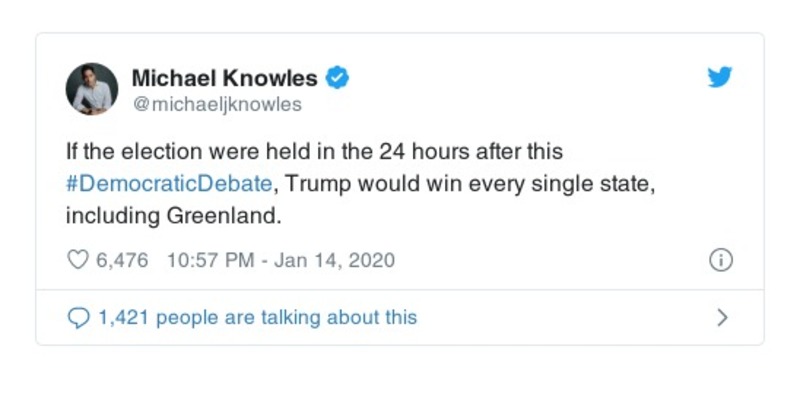 Michael Knowles
@michaeljknowles
If the election were held in the 24 hours after this
#DemocraticDebate, Trump would win every single state,
including Greenland.
6,476 10:57 PM - Jan 14, 2020
1,421 people are talking about this